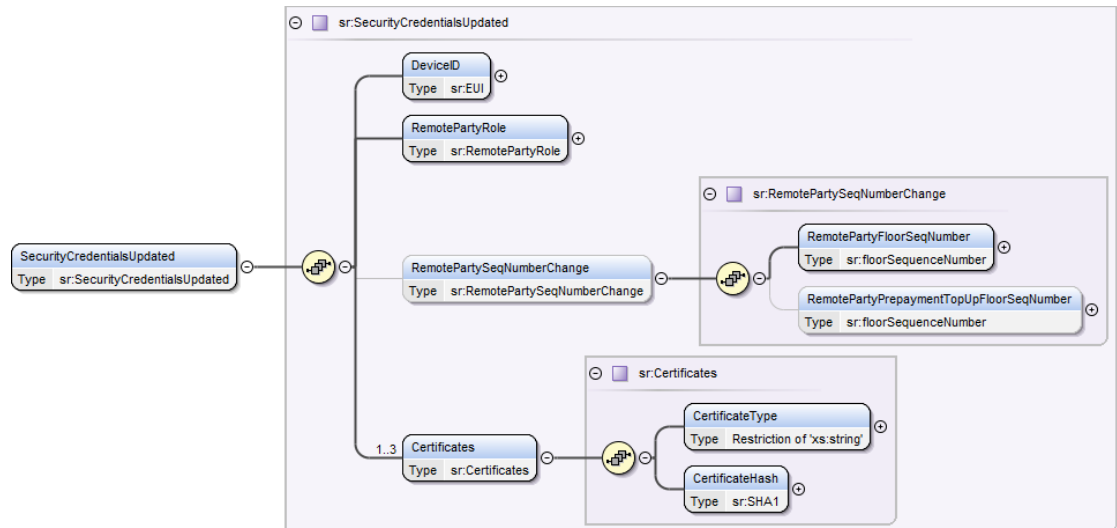 sr:SecurityCredentialsUpdated
DeviceID
Type sr:EUI
RemotePartyRole
Type sr:RemotePartyRole
sr:RemotePartySeqNumberChange
RemotePartyFloorSeqNumber
Type sr:floorSequenceNumber
SecurityCredentialsUpdated
Type sr:SecurityCredentialsUpdated
RemotePartySeqNumberChange
Type sr:RemotePartySeqNumberChange
RemotePartyPrepaymentTopUpFloorSeqNumber
Type sr:floorSequenceNumber
sr:Certificates
CertificateType
Type Restriction of 'xs:string'
1..3
Certificates
Type sr:Certificates
CertificateHash
Type sr:SHA1